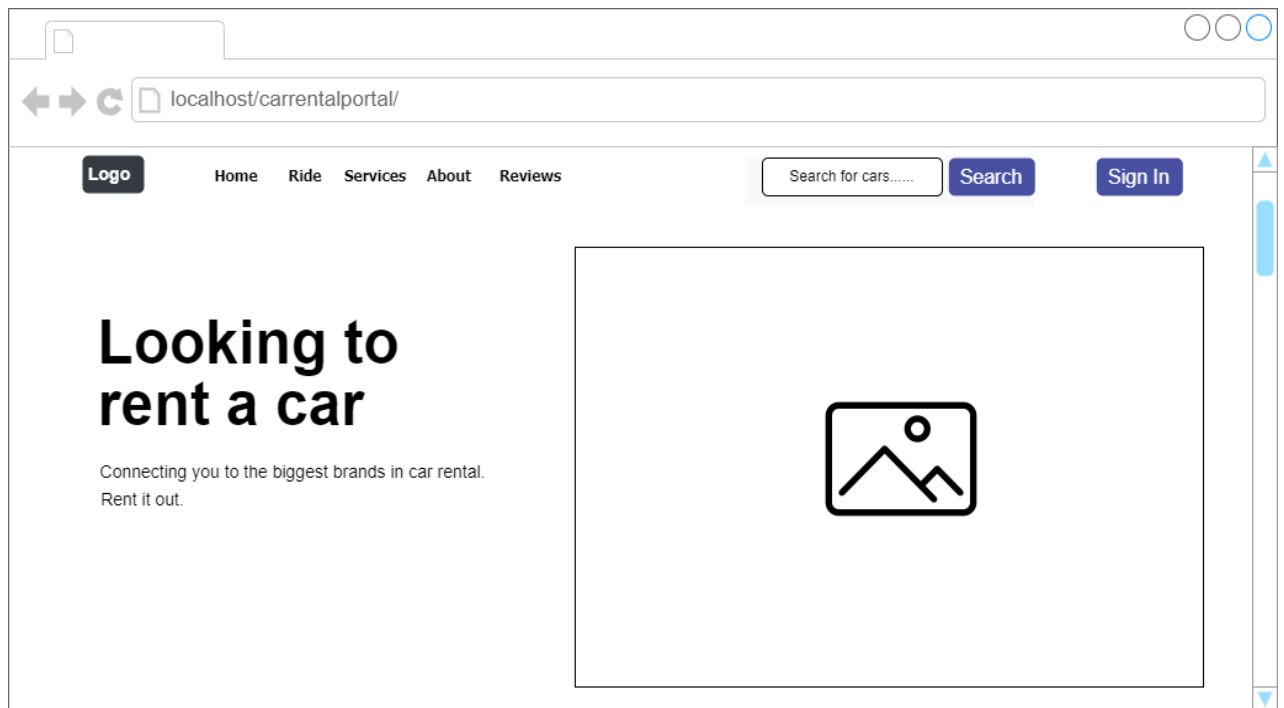 localhost/carrentalportal/
Logo Home Ride Services About Reviews Search for cars...... Search Sign In
Looking to
rent a car
Connecting you to the biggest brands in car rental.
Rent it out.